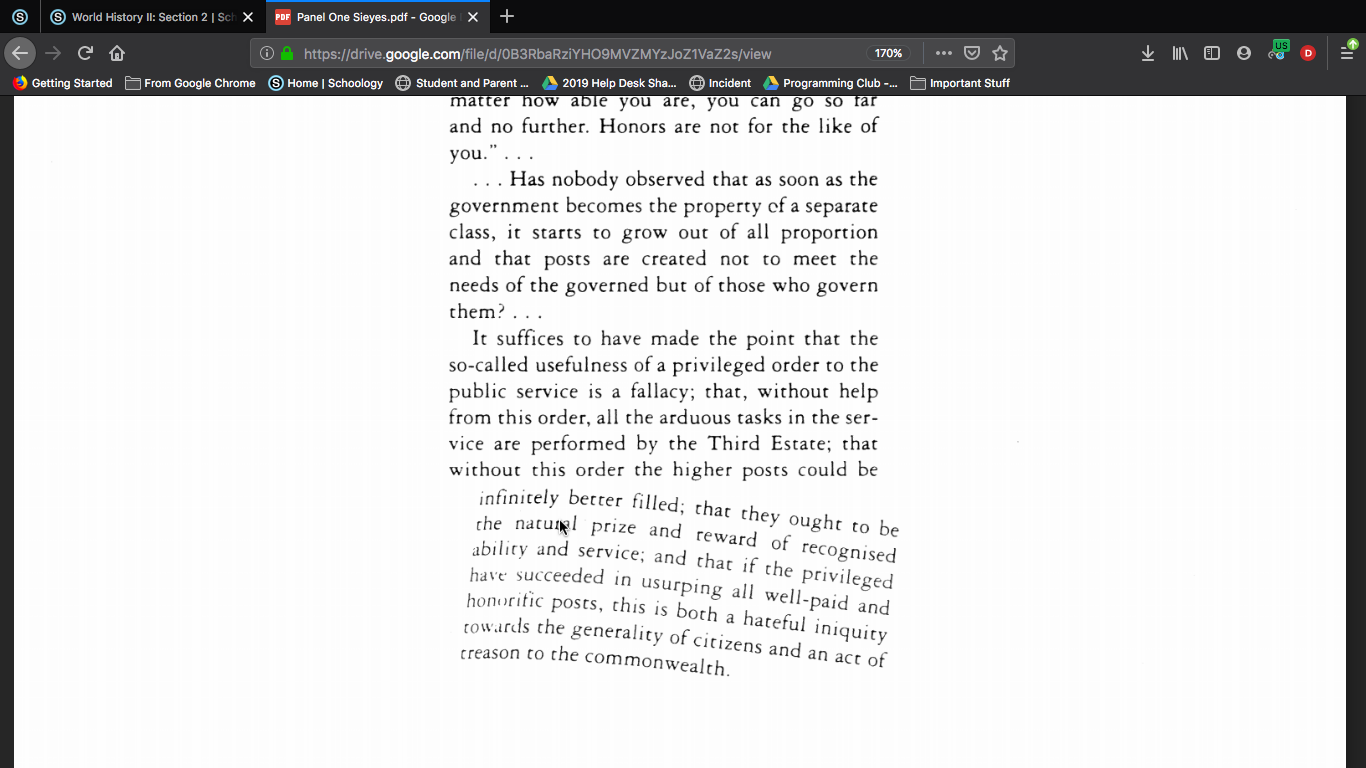 World History II: Section 2 | Sch
Panel One Sieyes.pdf - Google
https://drive.google.com/file/d/0B3RbaRziYHO9MVZMYzJoZ1VaZ2s/view
170%
US
D
Getting Started
From Google Chrome
Home | Schoology
Student and Parent ...
2019 Help Desk Sha...
Incident
Programming Club -...
Important Stuff
matter how able you are, you can go so far
and no further. Honors are not for the like of
you." . . .
. . . Has nobody observed that as soon as the
government becomes the property of a separate
class, it starts to grow out of all proportion
and that posts are created not to meet the
needs of the governed but of those who govern
them? . . .
It suffices to have made the point that the
so-called usefulness of a privileged order to the
public service is a fallacy; that, without help
from this order, all the arduous tasks in the ser-
vice are performed by the Third Estate; that
without this order the higher posts could be
infinitely better filled; that they ought to be
the natural prize and reward of recognised
ability and service; and that if the privileged
have succeeded in usurping all well-paid and
honorific posts, this is both a hateful iniquity
towards the generality of citizens and an act of
treason to the commonwealth.